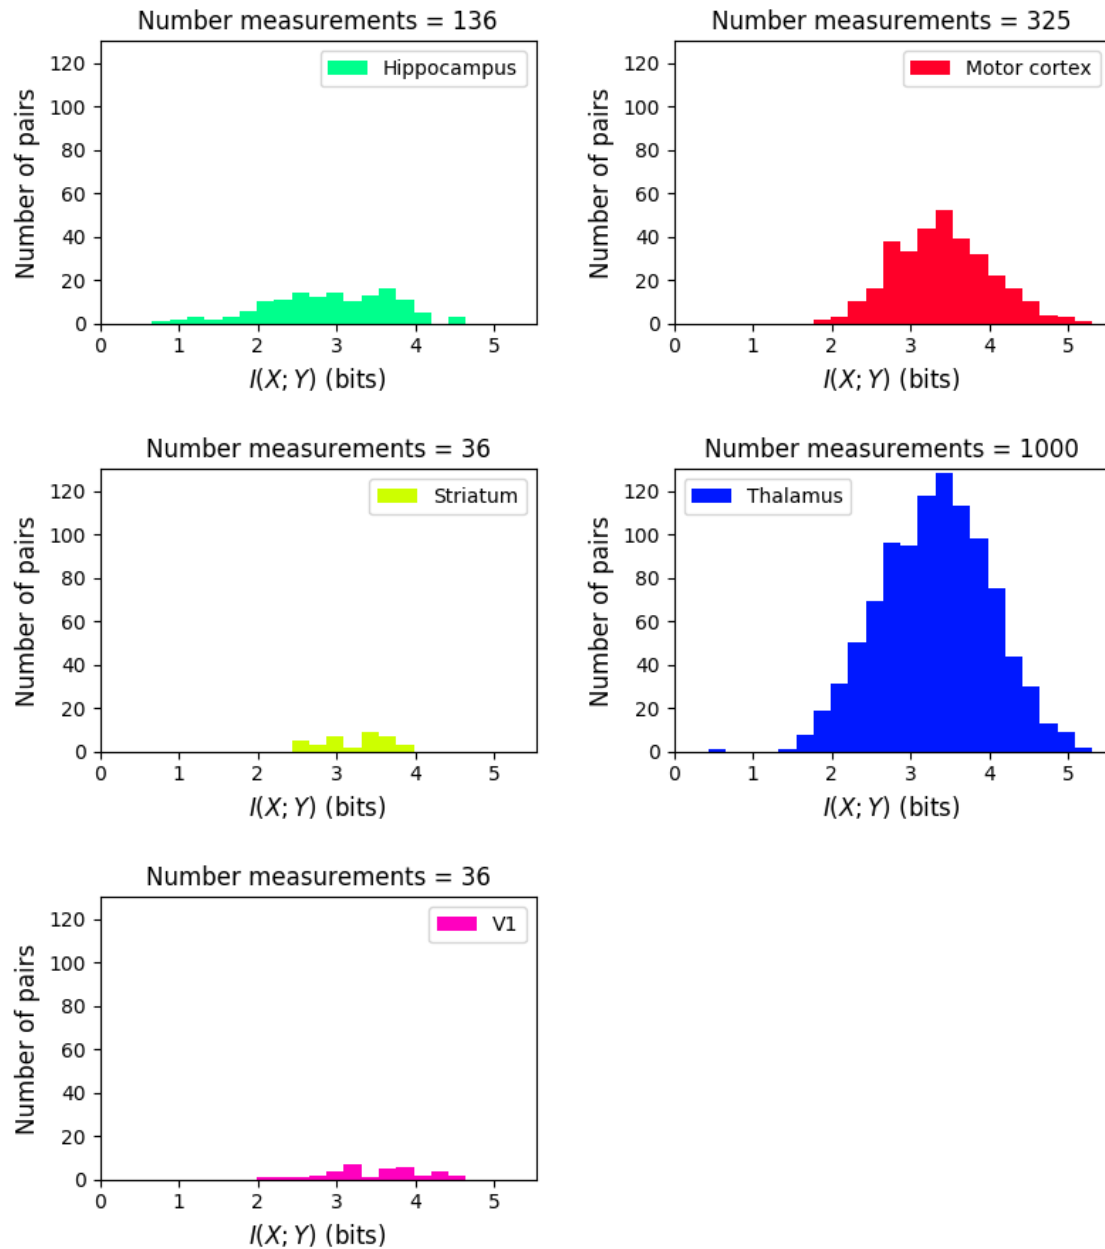 Number measurements = 136
Hippocampus
Number of pairs
120
100
80
60
40
20
0
0 1 2 3 4 5
I(X; Y) (bits)
Number measurements = 325
Motor cortex
Number of pairs
120
100
80
60
40
20
0
0 1 2 3 4 5
I(X; Y) (bits)
Number measurements = 36
Striatum
Number of pairs
120
100
80
60
40
20
0
0 1 2 3 4 5
I(X; Y) (bits)
Number measurements = 1000
Thalamus
Number of pairs
120
100
80
60
40
20
0
0 1 2 3 4 5
I(X; Y) (bits)
Number measurements = 36
V1
Number of pairs
120
100
80
60
40
20
0
0 1 2 3 4 5
I(X; Y) (bits)